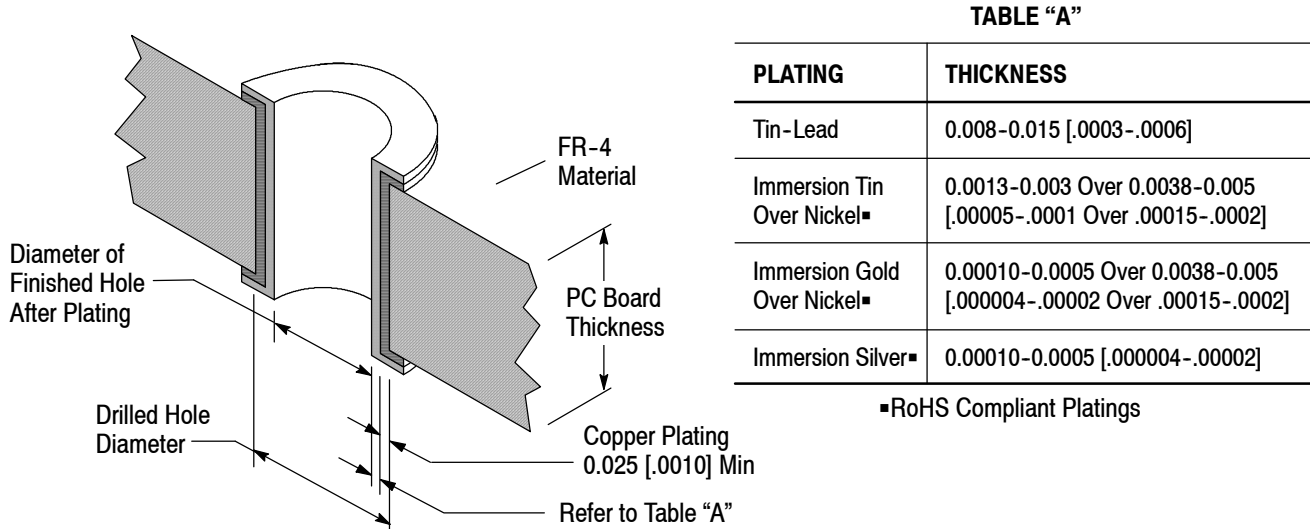 FR-4
Material
Diameter of
Finished Hole
After Plating
PC Board
Thickness
Drilled Hole
Diameter
Copper Plating
0.025 [.0010] Min
Refer to Table “A”
TABLE “A”
PLATING THICKNESS
Tin-Lead 0.008-0.015 [.0003-.0006]
Immersion Tin 0.0013-0.003 Over 0.0038-0.005
Over Nickel▪ [.00005-.0001 Over .00015-.0002]
Immersion Gold 0.00010-0.0005 Over 0.0038-0.005
Over Nickel▪ [.000004-.00002 Over .00015-.0002]
Immersion Silver▪ 0.00010-0.0005 [.000004-.00002]
▪RoHS Compliant Platings